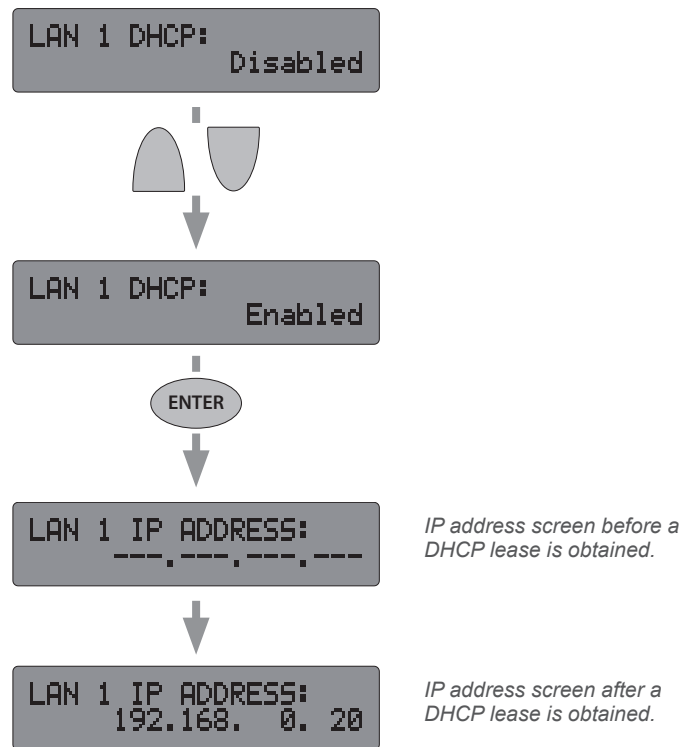 LAN 1 DHCP:
Disabled
LAN 1 DHCP:
Enabled
ENTER
LAN 1 IP ADDRESS:
---.---.---.---
IP address screen before a
DHCP lease is obtained.
LAN 1 IP ADDRESS:
192.168.  0. 20
IP address screen after a
DHCP lease is obtained.